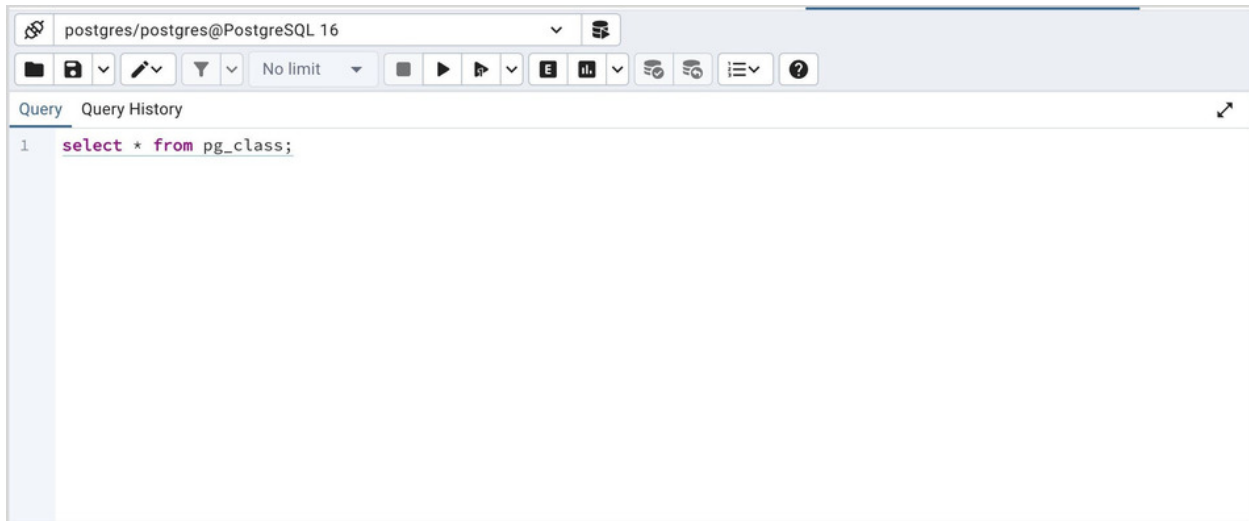 postgres/postgres@PostgreSQL 16
No limit
Query Query History
1 select * from pg_class;